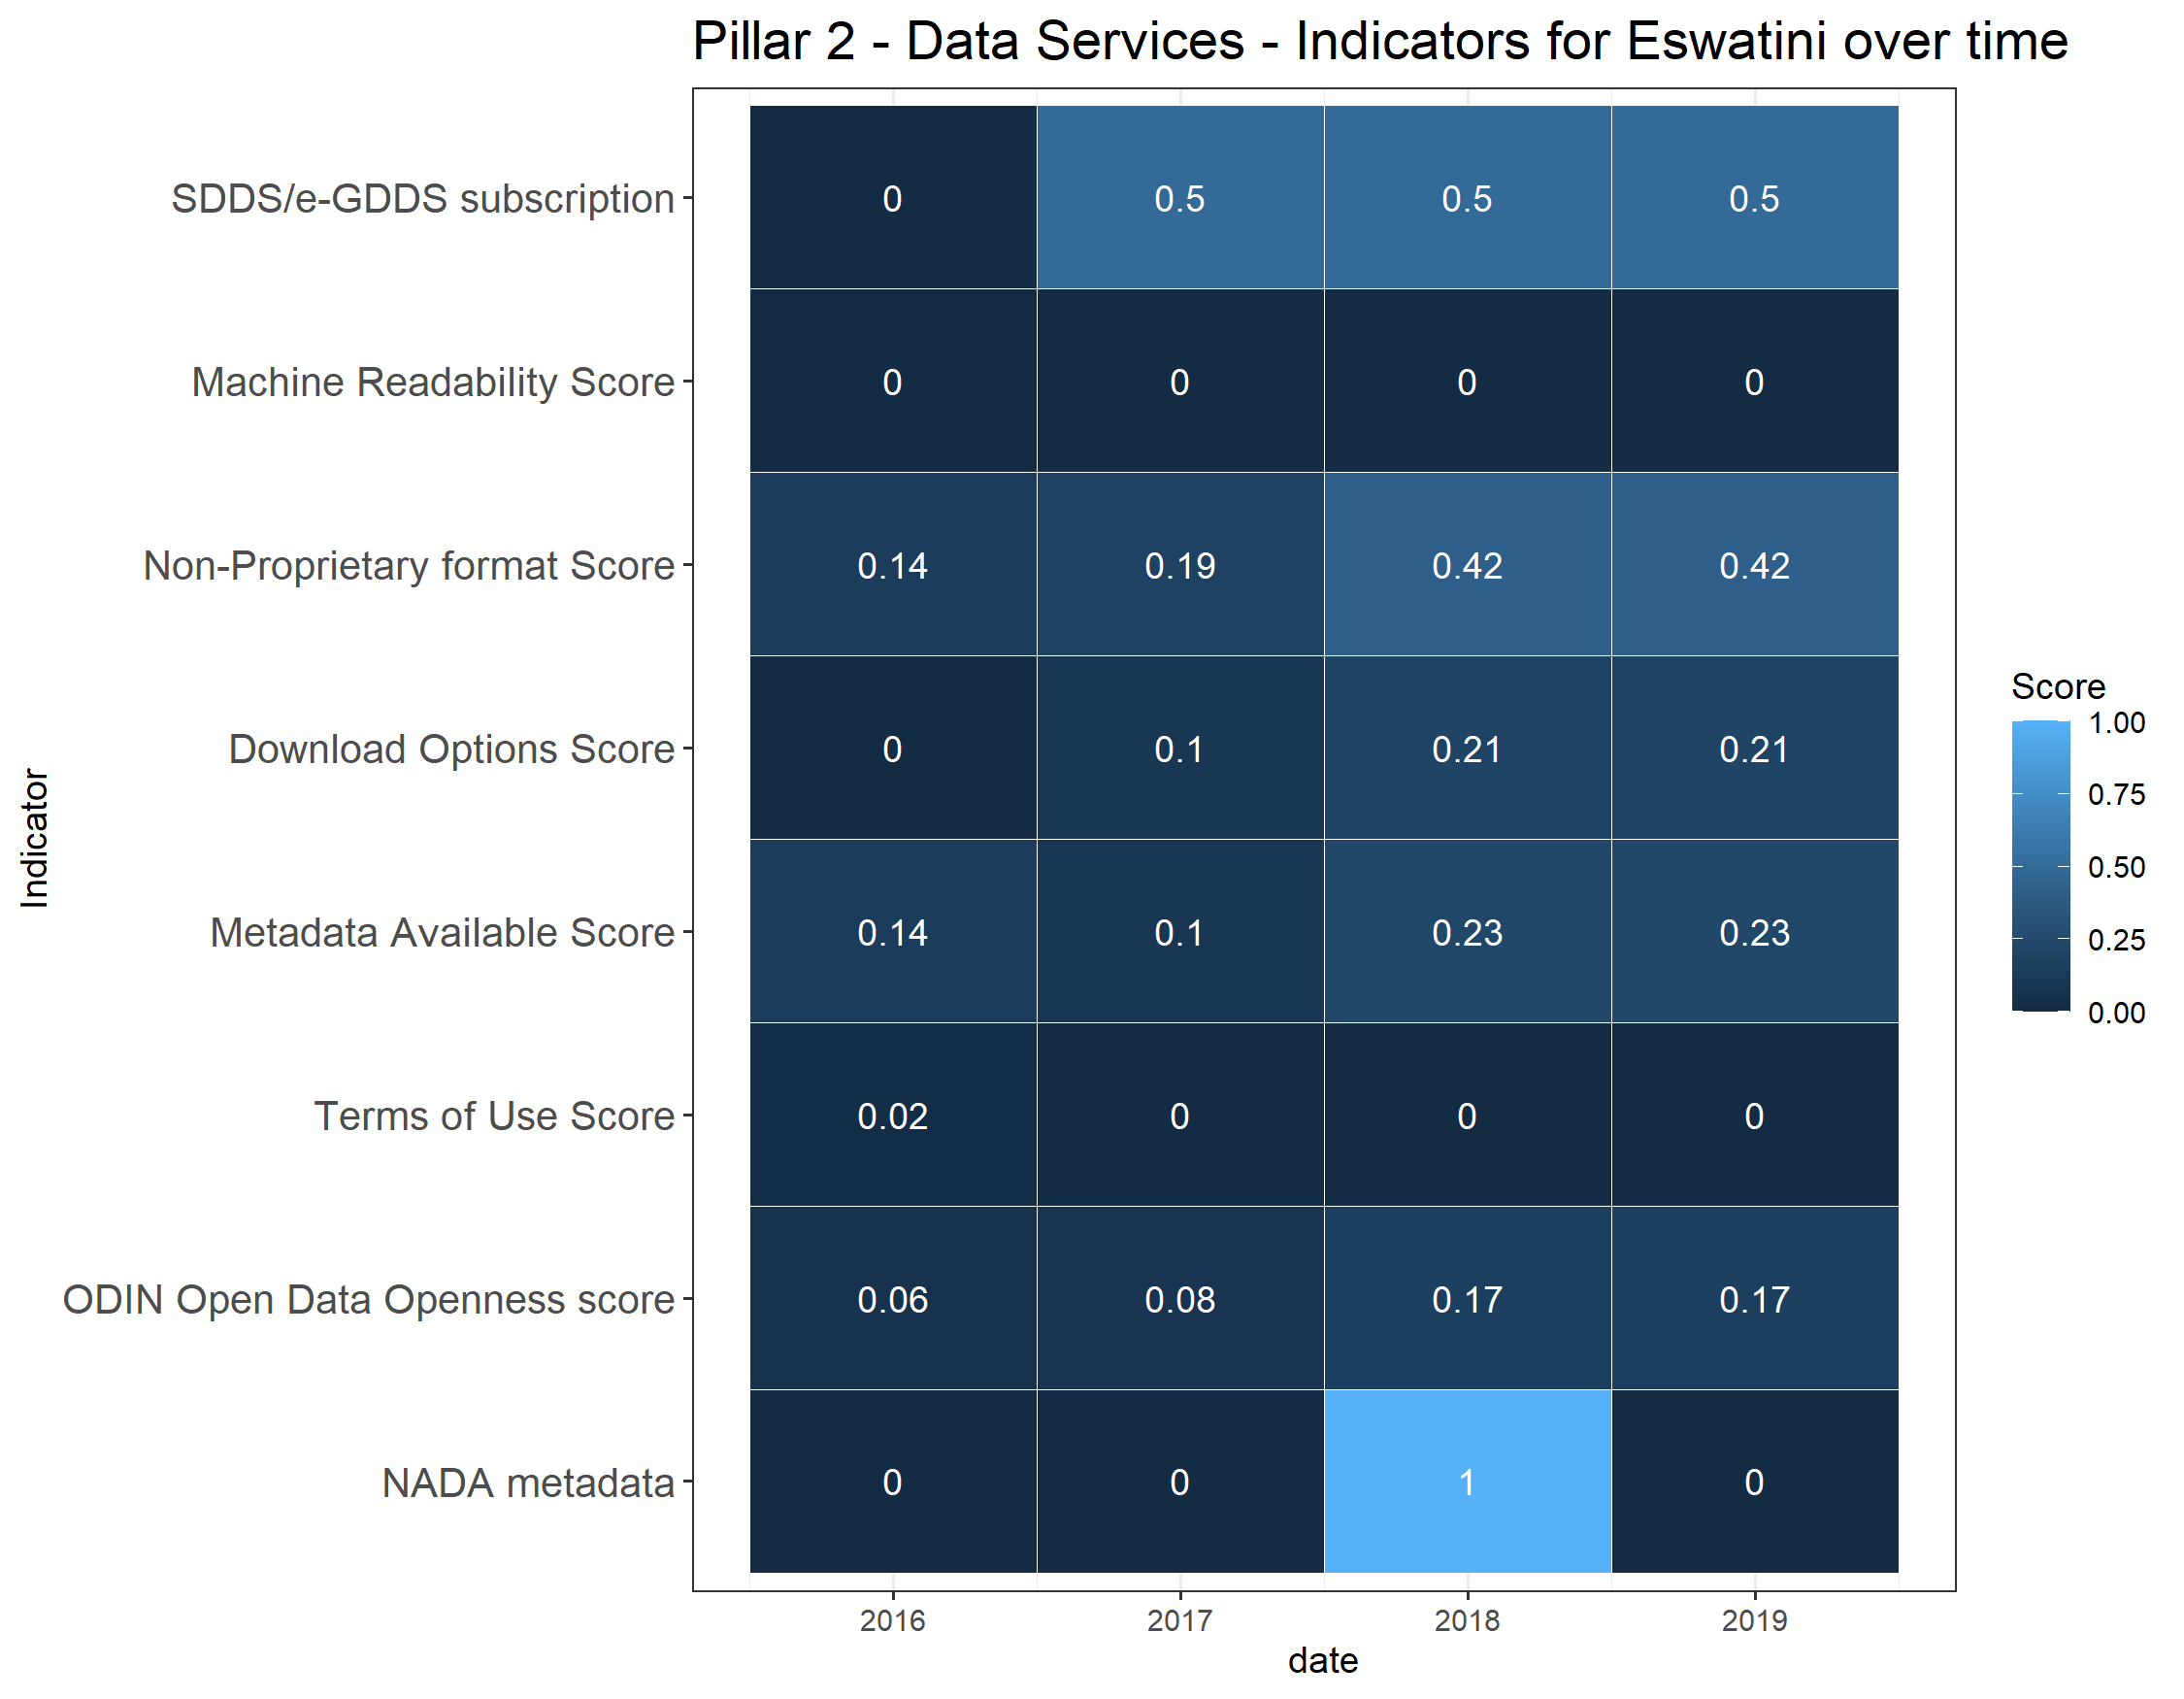 Pillar 2 - Data Services - Indicators for Eswatini over time
Indicator
SDDS/e-GDDS subscription 0 0.5 0.5 0.5
Machine Readability Score 0 0 0 0
Non-Proprietary format Score 0.14 0.19 0.42 0.42
Download Options Score 0 0.1 0.21 0.21
Metadata Available Score 0.14 0.1 0.23 0.23
Terms of Use Score 0.02 0 0 0
ODIN Open Data Openness score 0.06 0.08 0.17 0.17
NADA metadata 0 0 1 0
2016 2017 2018 2019
date
Score
1.00
0.75
0.50
0.25
0.00